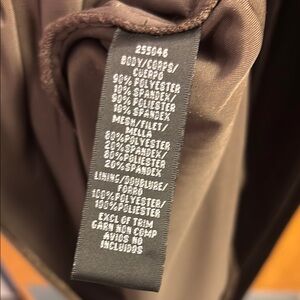 255946
BODY/CORPS/
CUERPO
90% POLYESTER
10% SPANDEX/
90% POLIESTER
10% SPANDEX
MESH/FILET/
MALLA
80% POLYESTER
20% SPANDEX/
80% POLIESTER
20% SPANDEX
LINING/DOUBLURE/
FORRO
100% POLYESTER/
100% POLIESTER
EXCL OF TRIM
GARN NON COMP
AVIOS NO
INCLUIDOS